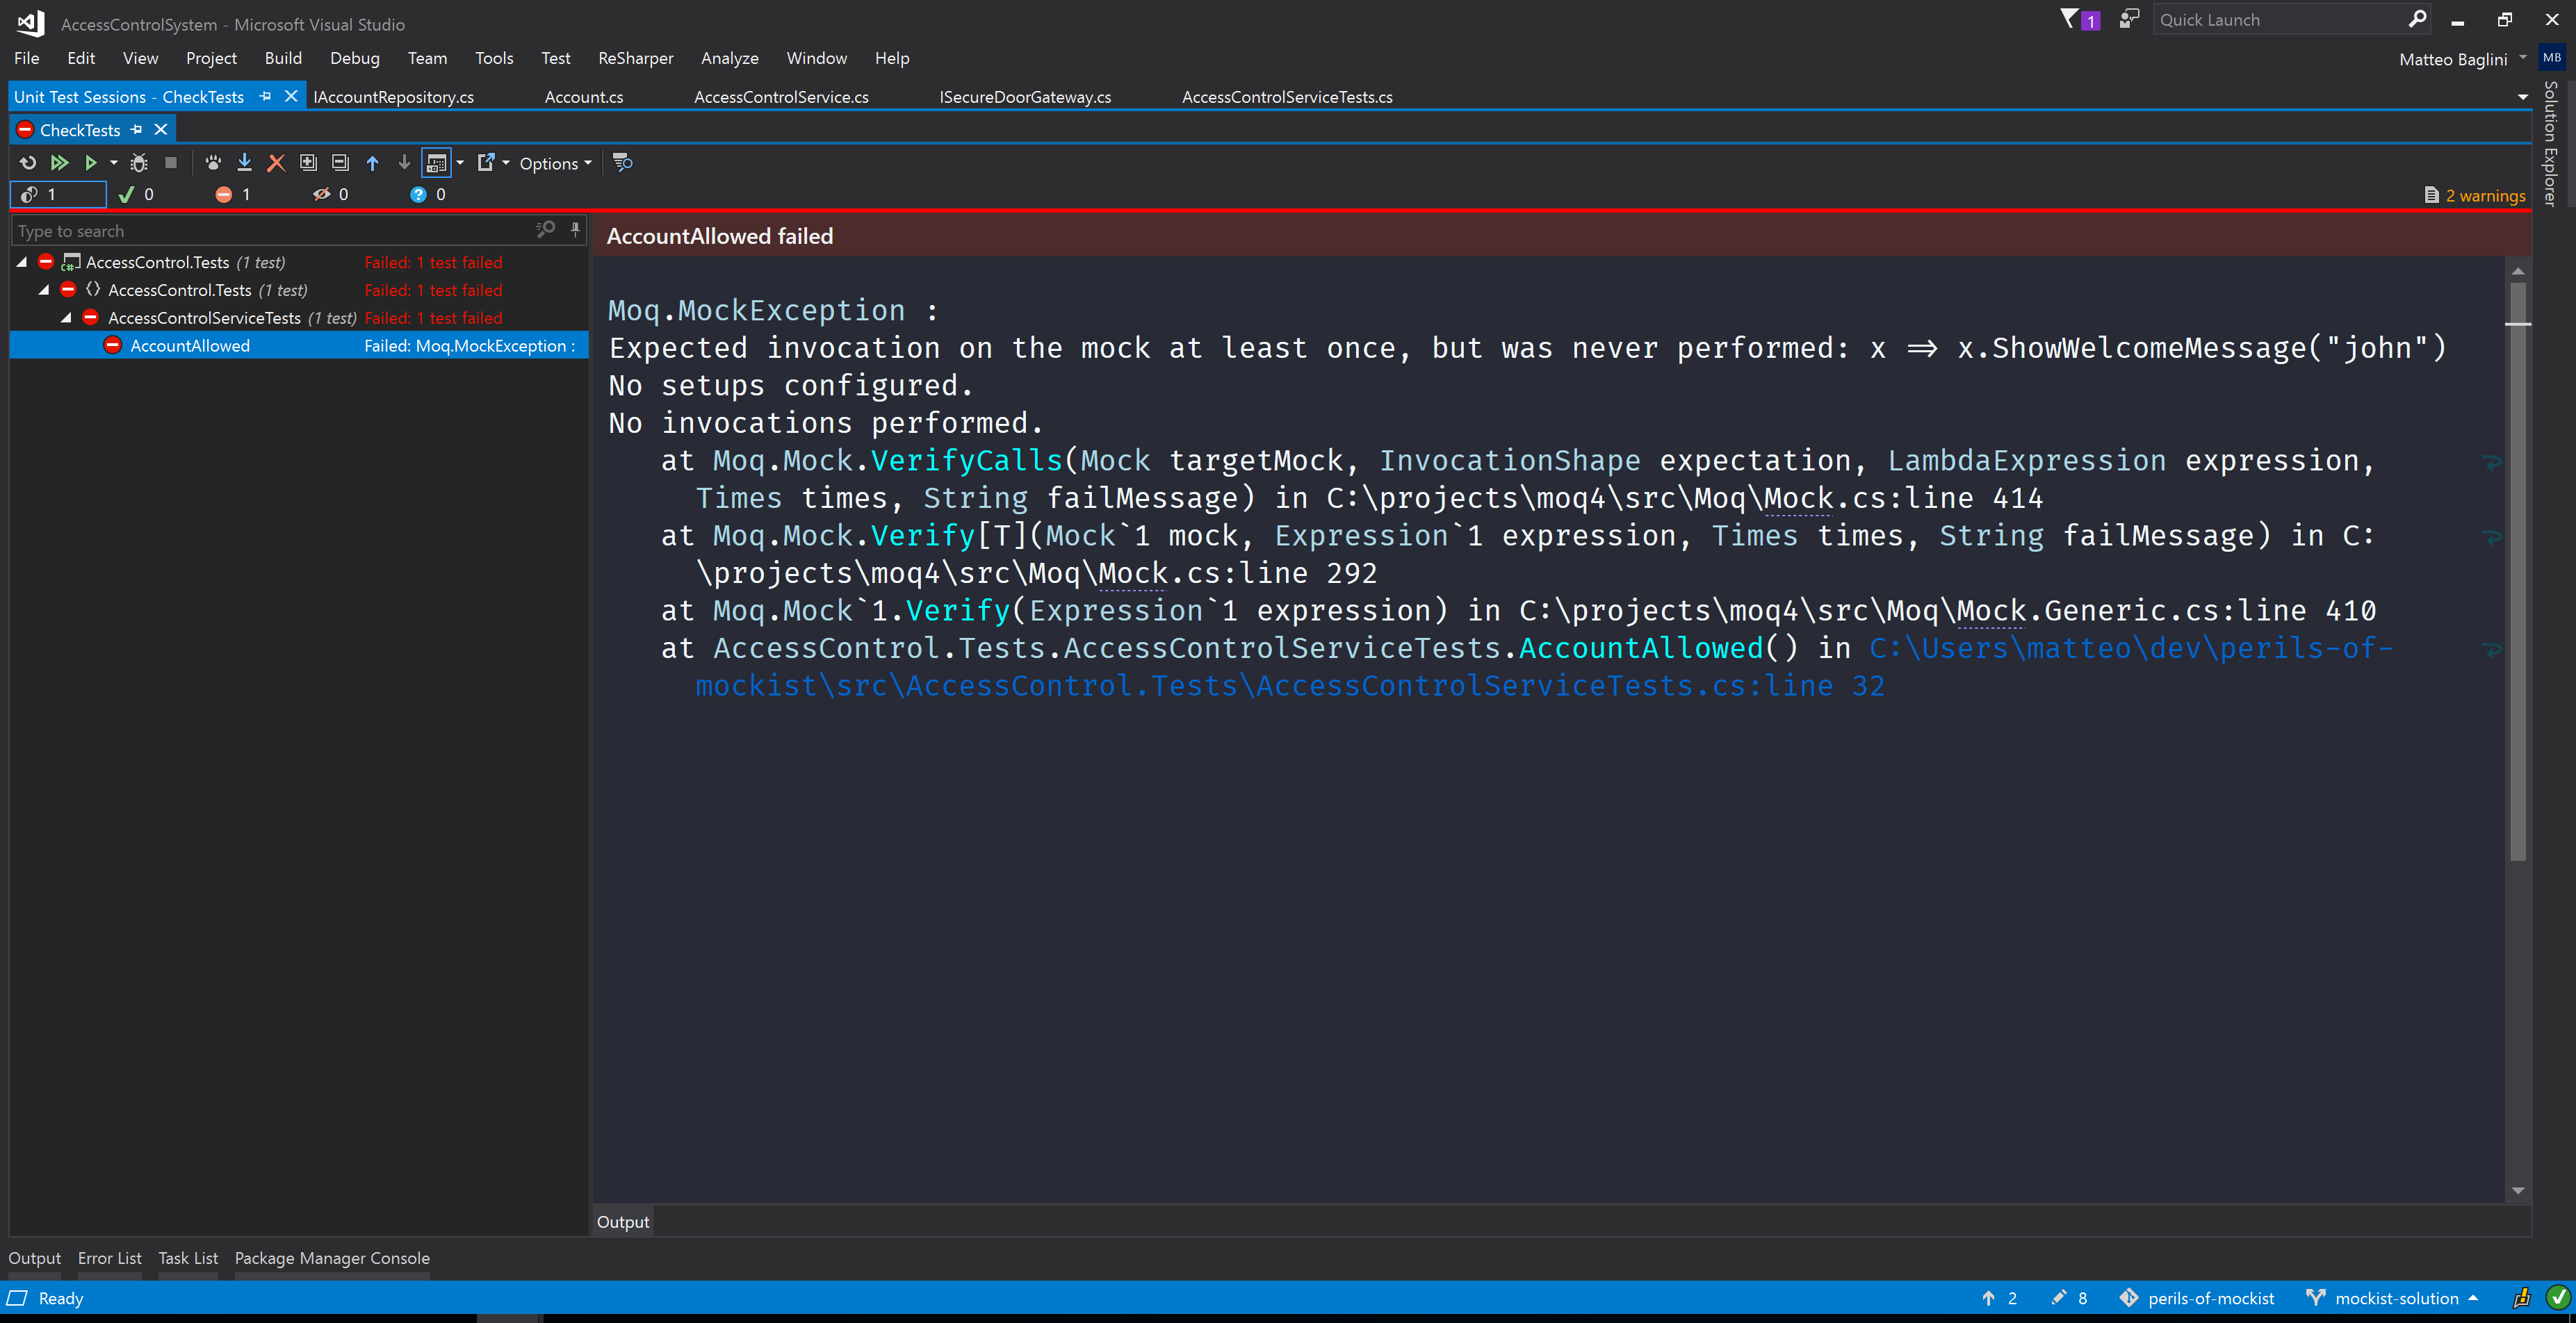 AccessControlSystem - Microsoft Visual Studio
1
Quick Launch
File Edit View Project Build Debug Team Tools Test ReSharper Analyze Window Help
Matteo Baglini MB
Unit Test Sessions - CheckTests IAccountRepository.cs Account.cs AccessControlService.cs ISecureDoorGateway.cs AccessControlServiceTests.cs
Solution Explorer
CheckTests
Options
1 0 1 0 0
2 warnings
Type to search
AccessControl.Tests (1 test) Failed: 1 test failed
AccessControl.Tests (1 test) Failed: 1 test failed
AccessControlServiceTests (1 test) Failed: 1 test failed
AccountAllowed Failed: Moq.MockException :
AccountAllowed failed
Moq.MockException :
Expected invocation on the mock at least once, but was never performed: x => x.ShowWelcomeMessage("john")
No setups configured.
No invocations performed.
at Moq.Mock.VerifyCalls(Mock targetMock, InvocationShape expectation, LambdaExpression expression,
Times times, String failMessage) in C:\projects\moq4\src\Moq\Mock.cs:line 414
at Moq.Mock.Verify[T](Mock`1 mock, Expression`1 expression, Times times, String failMessage) in C:
\projects\moq4\src\Moq\Mock.cs:line 292
at Moq.Mock`1.Verify(Expression`1 expression) in C:\projects\moq4\src\Moq\Mock.Generic.cs:line 410
at AccessControl.Tests.AccessControlServiceTests.AccountAllowed() in C:\Users\matteo\dev\perils-of-
mockist\src\AccessControl.Tests\AccessControlServiceTests.cs:line 32
Output
Output Error List Task List Package Manager Console
Ready
2 8 perils-of-mockist mockist-solution